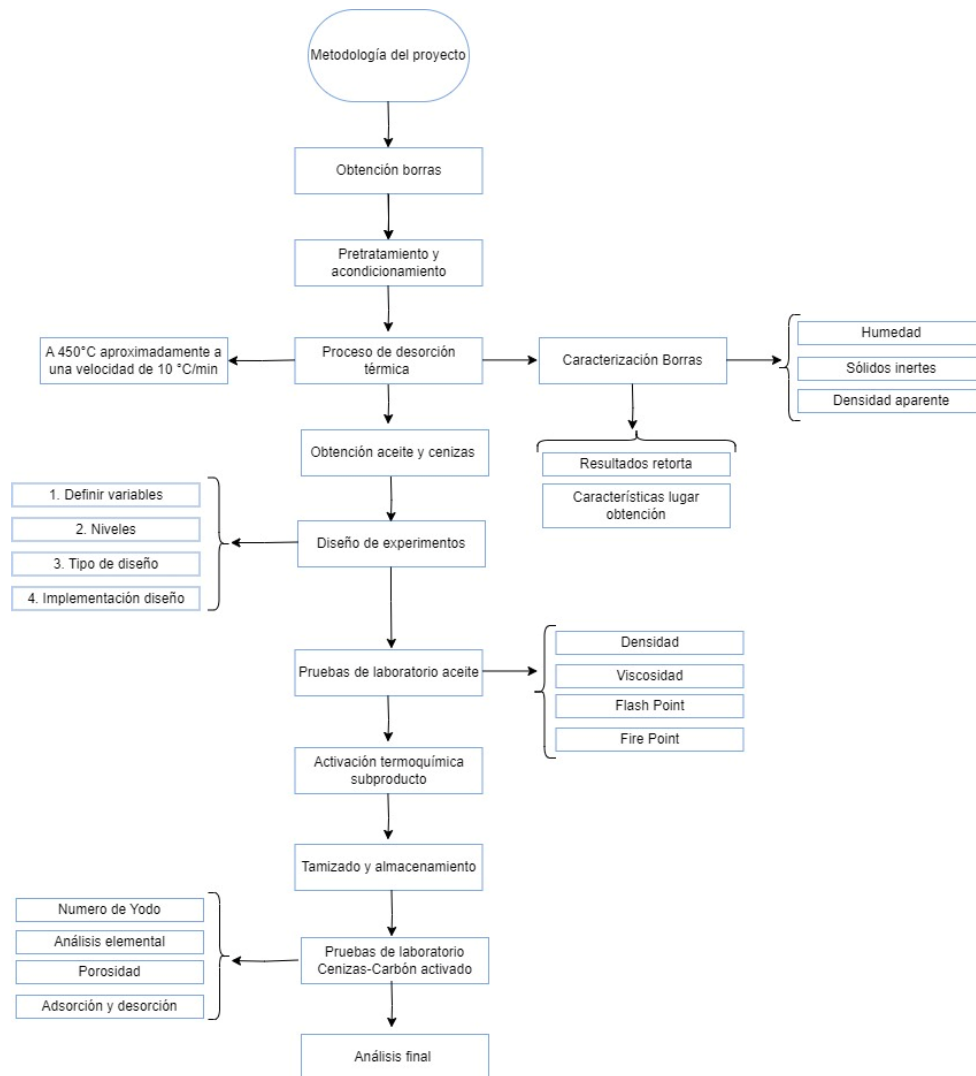 Metodología del proyecto
Obtención borras
Pretratamiento y
acondicionamiento
A 450°C aproximadamente a
una velocidad de 10 °C/min
Proceso de desorción
térmica
Caracterización Borras
Humedad
Sólidos inertes
Densidad aparente
Obtención aceite y cenizas
Resultados retorta
Características lugar
obtención
1. Definir variables
2. Niveles
3. Tipo de diseño
4. Implementación diseño
Diseño de experimentos
Pruebas de laboratorio aceite
Densidad
Viscosidad
Flash Point
Fire Point
Activación termoquímica
subproducto
Tamizado y almacenamiento
Numero de Yodo
Análisis elemental
Porosidad
Adsorción y desorción
Pruebas de laboratorio
Cenizas-Carbón activado
Análisis final